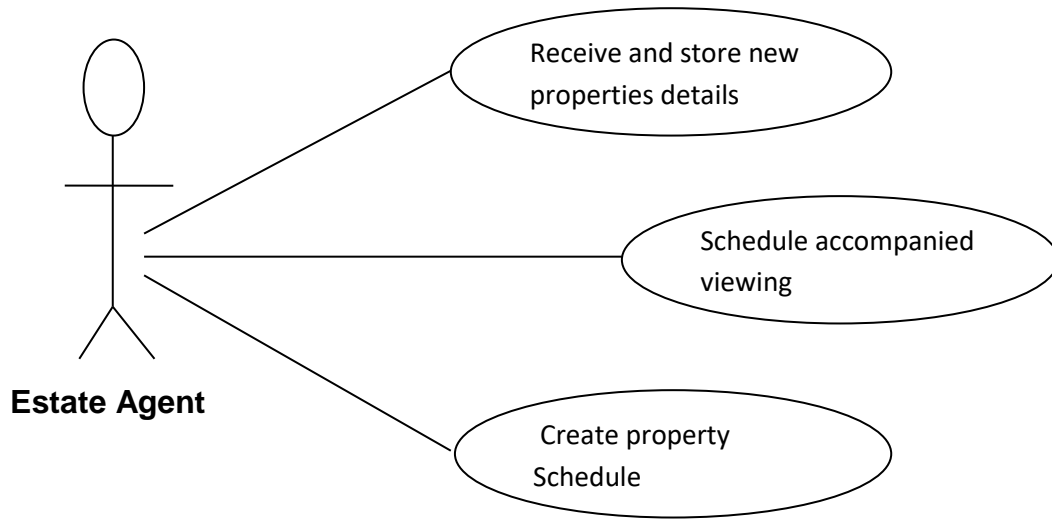 Receive and store new
properties details
Schedule accompanied
viewing
Estate Agent
Create property
Schedule